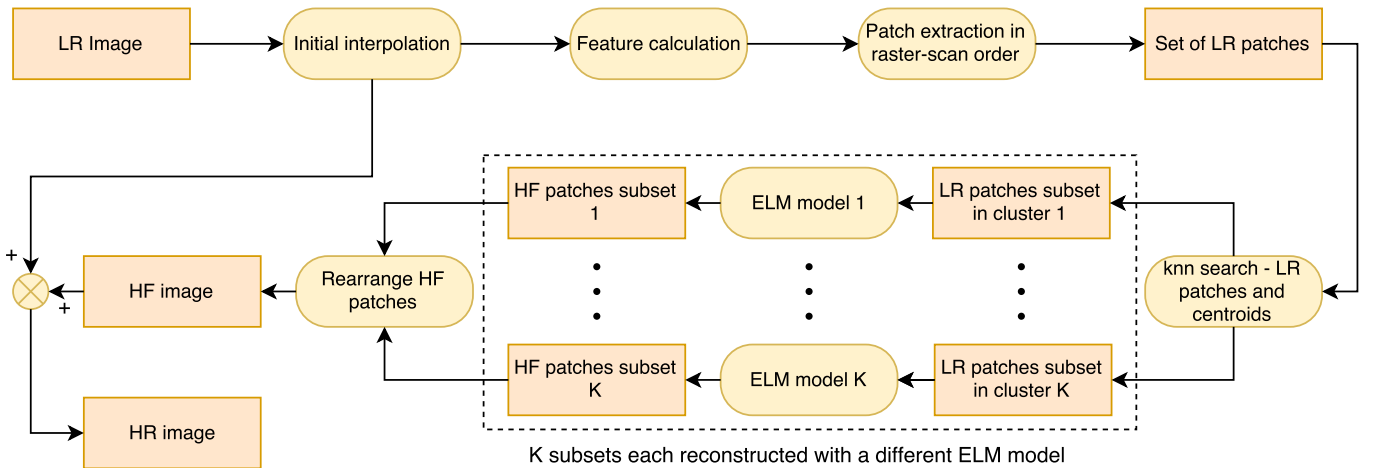 LR Image
Initial interpolation
Feature calculation
Patch extraction in
raster-scan order
Set of LR patches
HF patches subset
1
ELM model 1
LR patches subset
in cluster 1
+
HF image
+
Rearrange HF
patches
knn search - LR
patches and
centroids
HF patches subset
K
ELM model K
LR patches subset
in cluster K
HR image
K subsets each reconstructed with a different ELM model